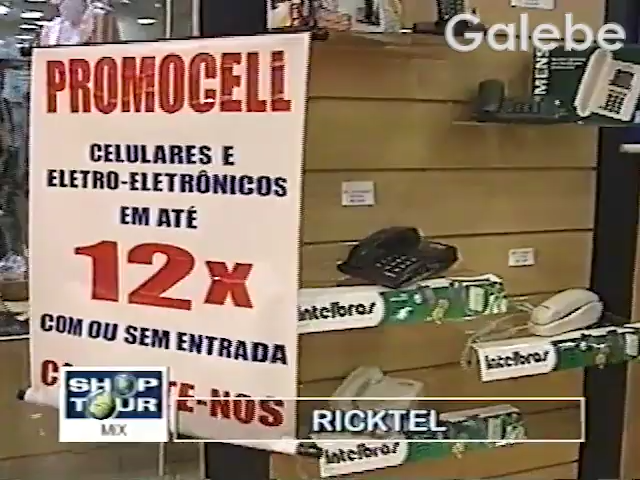 Galebe
PROMOCELL
CELULARES E
ELETRO-ELETRÔNICOS
EM ATÉ
12x
COM OU SEM ENTRADA
TE-NOS
intelbras
intelbras
intelbras
SHOP
TOUR
MIX
RICKTEL